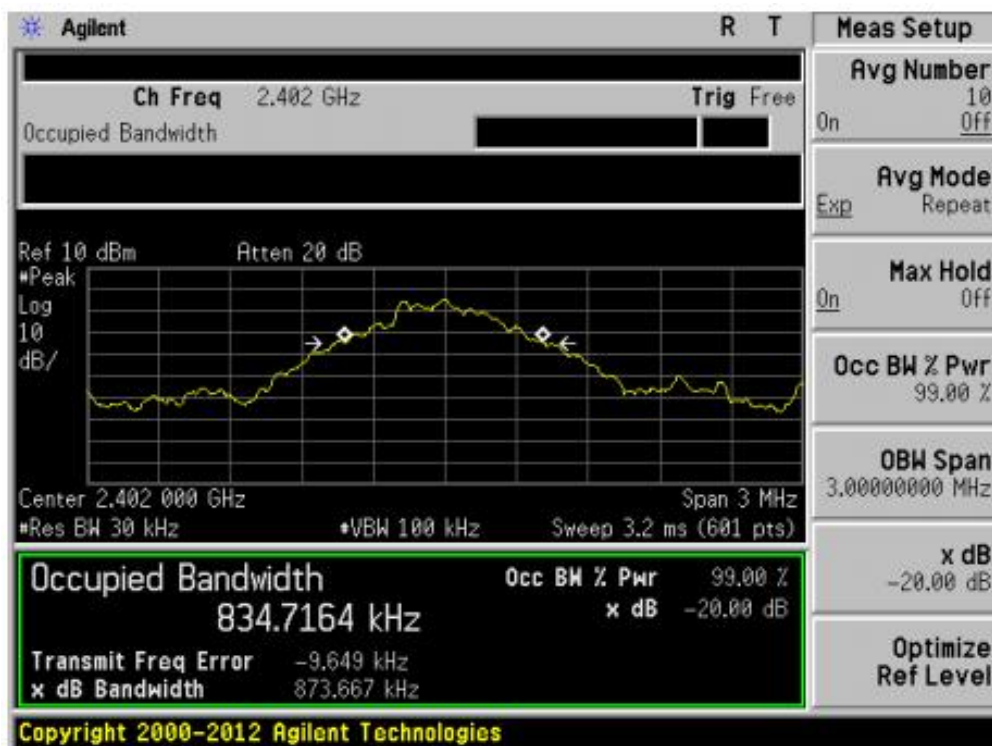 Agilent R T
Ch Freq 2.402 GHz Trig Free
Occupied Bandwidth
Ref 10 dBm Atten 20 dB
#Peak
Log
10
dB/
Center 2.402 000 GHz Span 3 MHz
#Res BW 30 kHz #VBW 100 kHz Sweep 3.2 ms (601 pts)
Occupied Bandwidth
834.7164 kHz
Occ BW % Pwr 99.00 %
x dB -20.00 dB
Transmit Freq Error -9.649 kHz
x dB Bandwidth 873.667 kHz
Copyright 2000-2012 Agilent Technologies
Meas Setup
Avg Number
10
On Off
Avg Mode
Exp Repeat
Max Hold
On Off
Occ BW % Pwr
99.00 %
OBW Span
3.00000000 MHz
x dB
-20.00 dB
Optimize
Ref Level